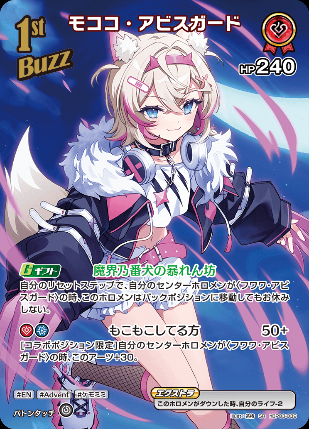 1st
Buzz
モココ・アビスガード
HP240
Gギフト 魔界乃番犬の暴れん坊
自分のリセットステップで、自分のセンターホロメンが〈フワワ・アビ
スガード〉の時、このホロメンはバックポジションに移動してもお休み
しない。
もこもこしてる方 50+
[コラボポジション限定]自分のセンターホロメンが〈フワワ・アビスガー
ド〉の時、このアーツ+30。
#EN #Advent #ケモミミ
エクストラ
このホロメンがダウンした時、自分のライフ-2
バトンタッチ